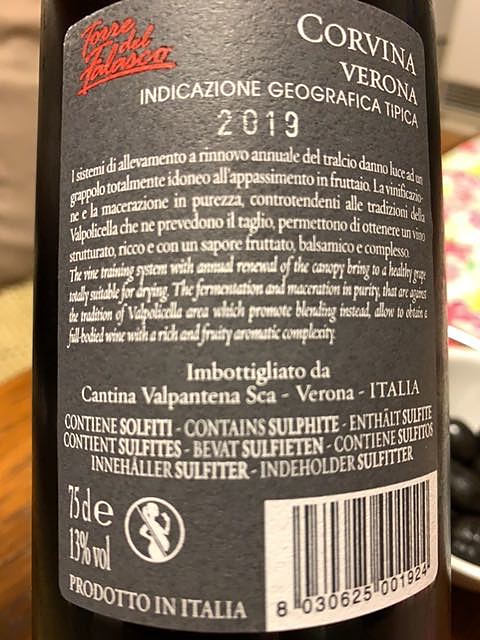 Torre
del
Falasco
CORVINA
VERONA
INDICAZIONE GEOGRAFICA TIPICA
2019
I sistemi di allevamento a rinnovo annuale del tralcio danno luce ad un
grappolo totalmente idoneo all'appassimento in fruttaio. La vinificazio-
ne e la macerazione in purezza, controtendenti alle tradizioni della
Valpolicella che ne prevedono il taglio, permettono di ottenere un vino
strutturato, ricco e con un sapore fruttato, balsamico e complesso.
The vine training system with annual renewal of the canopy bring to a healthy grape
totally suitable for drying. The fermentation and maceration in purity, that are against
the tradition of Valpolicella area which promote blending instead, allow to obtain a
full-bodied wine with a rich and fruity aromatic complexity.
Imbottigliato da
Cantina Valpantena Sca - Verona - ITALIA
CONTIENE SOLFITI - CONTAINS SULPHITE - ENTHÄLT SULFITE
CONTIENT SULFITES - BEVAT SULFIETEN - CONTIENE SULFITOS
INNEHÅLLER SULFITER - INDEHOLDER SULFITTER
75 cl e
13% vol
PRODOTTO IN ITALIA
8 030625 001924